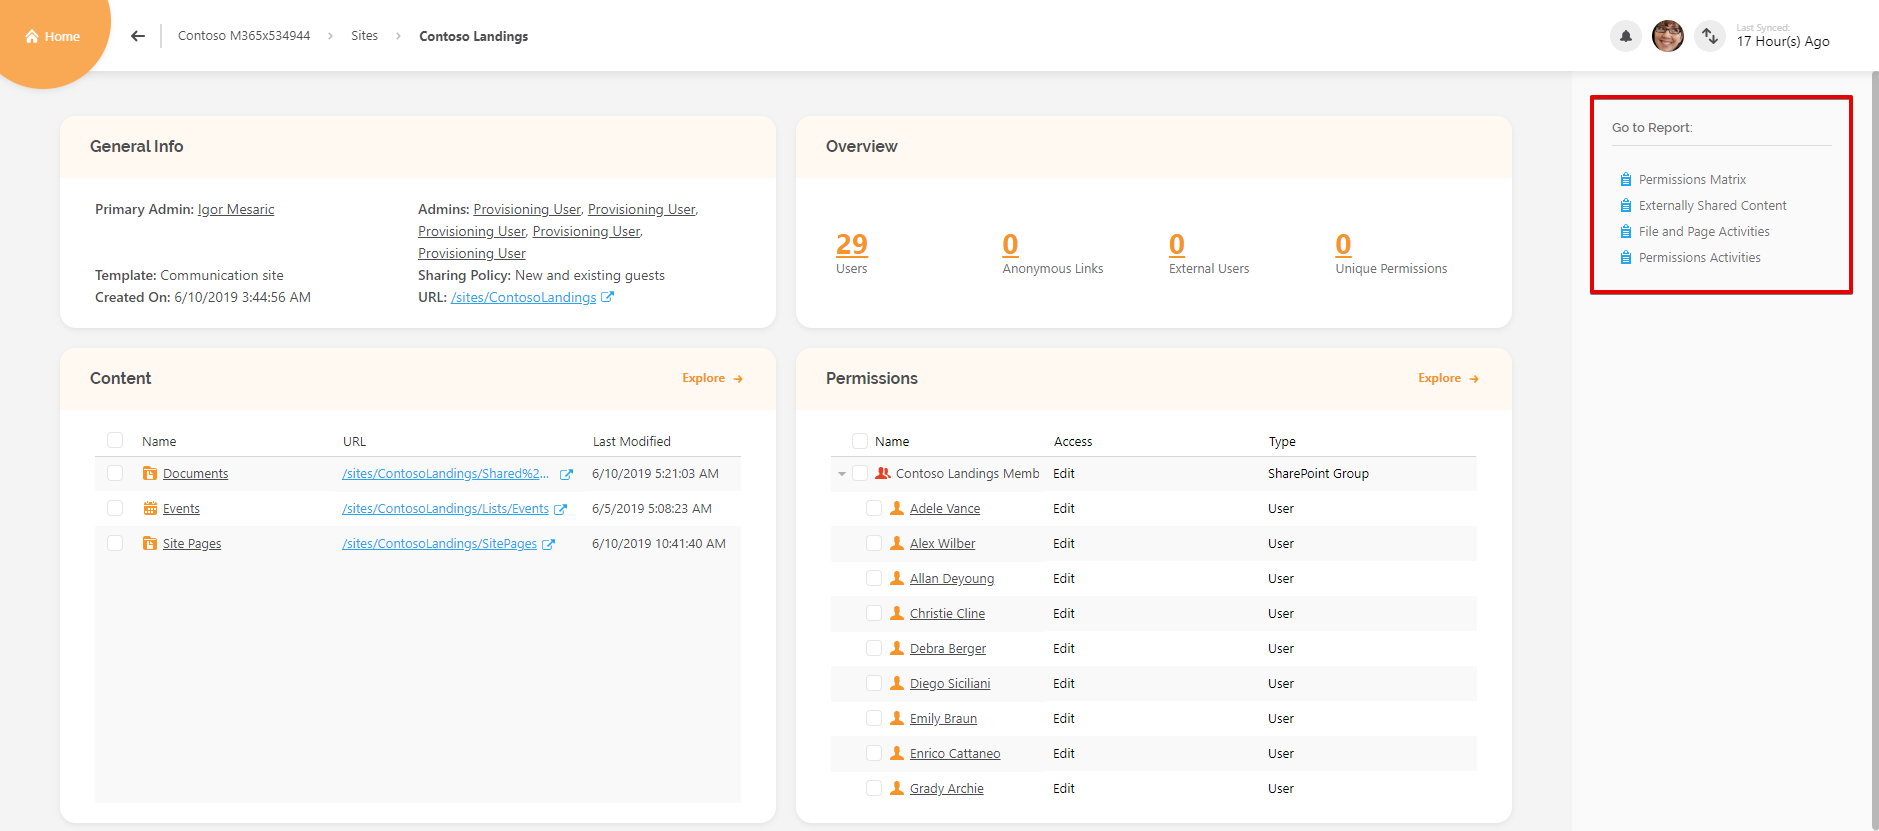 Home
Contoso M365x534944 > Sites > Contoso Landings
Last Synced:
17 Hour(s) Ago
General Info
Primary Admin: Igor Mesaric
Admins: Provisioning User, Provisioning User,
Provisioning User, Provisioning User,
Provisioning User
Template: Communication site
Sharing Policy: New and existing guests
Created On: 6/10/2019 3:44:56 AM
URL: /sites/ContosoLandings
Overview
29 0 0 0
Users Anonymous Links External Users Unique Permissions
Go to Report:
Permissions Matrix
Externally Shared Content
File and Page Activities
Permissions Activities
Content Explore →
Name URL Last Modified
Documents /sites/ContosoLandings/Shared%2... 6/10/2019 5:21:03 AM
Events /sites/ContosoLandings/Lists/Events 6/5/2019 5:08:23 AM
Site Pages /sites/ContosoLandings/SitePages 6/10/2019 10:41:40 AM
Permissions Explore →
Name Access Type
Contoso Landings Memb Edit SharePoint Group
Adele Vance Edit User
Alex Wilber Edit User
Allan Deyoung Edit User
Christie Cline Edit User
Debra Berger Edit User
Diego Siciliani Edit User
Emily Braun Edit User
Enrico Cattaneo Edit User
Grady Archie Edit User